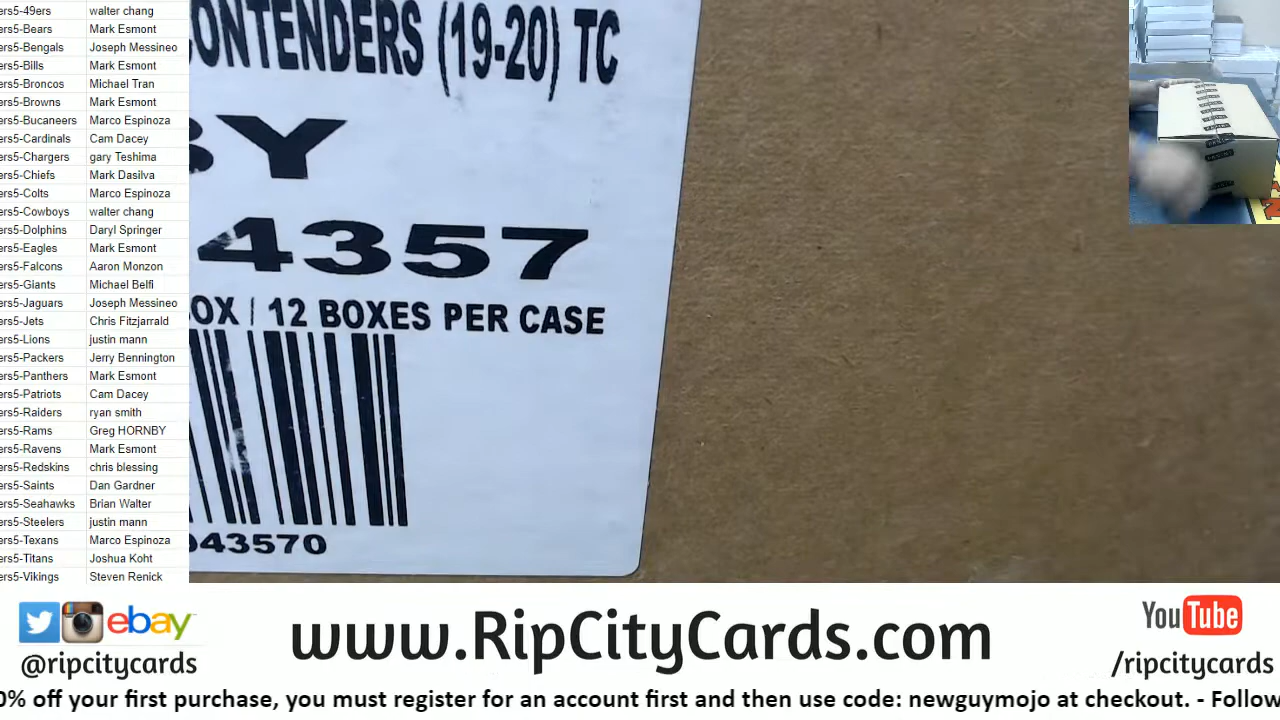 ers5-49ers walter chang
ers5-Bears Mark Esmont
ers5-Bengals Joseph Messineo
ers5-Bills Mark Esmont
ers5-Broncos Michael Tran
ers5-Browns Mark Esmont
ers5-Bucaneers Marco Espinoza
ers5-Cardinals Cam Dacey
ers5-Chargers gary Teshima
ers5-Chiefs Mark Dasilva
ers5-Colts Marco Espinoza
ers5-Cowboys walter chang
ers5-Dolphins Daryl Springer
ers5-Eagles Mark Esmont
ers5-Falcons Aaron Monzon
ers5-Giants Michael Belfi
ers5-Jaguars Joseph Messineo
ers5-Jets Chris Fitzjarrald
ers5-Lions justin mann
ers5-Packers Jerry Bennington
ers5-Panthers Mark Esmont
ers5-Patriots Cam Dacey
ers5-Raiders ryan smith
ers5-Rams Greg HORNBY
ers5-Ravens Mark Esmont
ers5-Redskins chris blessing
ers5-Saints Dan Gardner
ers5-Seahawks Brian Walter
ers5-Steelers justin mann
ers5-Texans Marco Espinoza
ers5-Titans Joshua Koht
ers5-Vikings Steven Renick
ONTENDERS (19-20) TC
BY
4357
OX / 12 BOXES PER CASE
043570
ebay
@ripcitycards
www.RipCityCards.com
YouTube
/ripcitycards
0% off your first purchase, you must register for an account first and then use code: newguymojo at checkout. - Follow